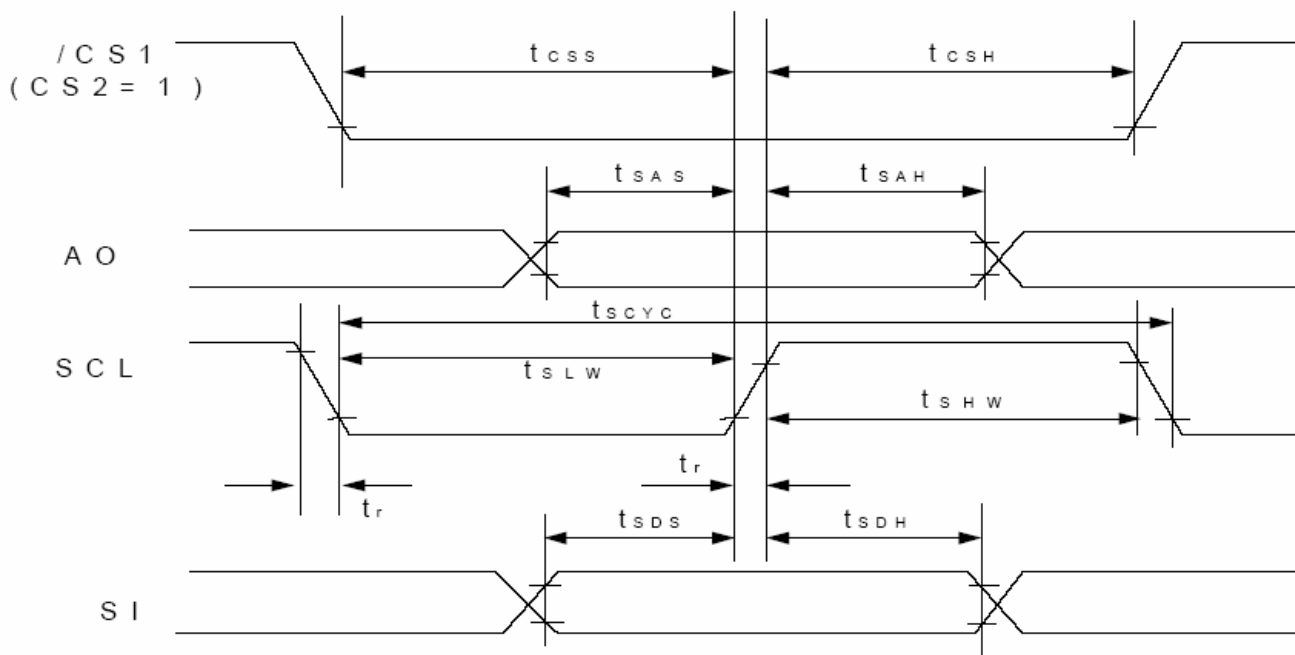 /CS1
(CS2=1)
tCSS
tCSH
tSAS
tSAH
AO
tSCYC
SCL
tSLW
tSHW
tr
tr
tSDS
tSDH
SI